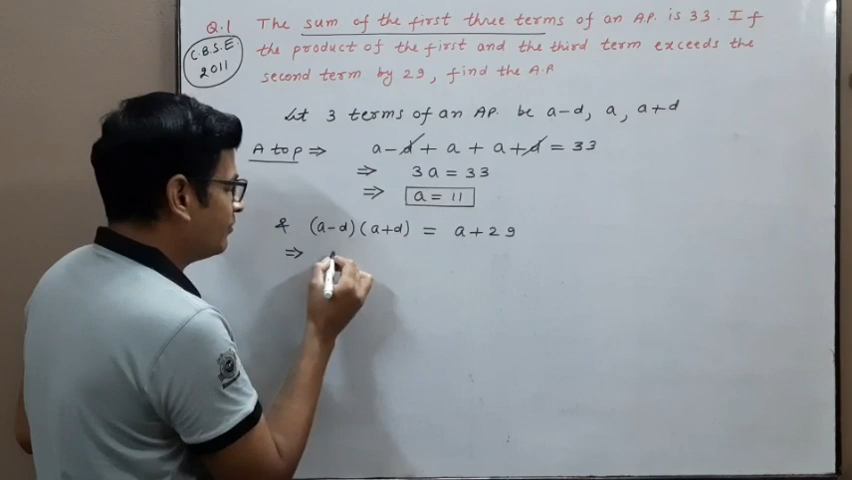 Q.1 The sum of the first three terms of an A.P. is 33. If
C.B.S.E. 2011
the product of the first and the third term exceeds the
second term by 29, find the A.P
Let 3 terms of an AP. be a-d, a, a+d
A to p ⇒ a-d+ a + a+d = 33
⇒ 3a = 33
⇒ a = 11
& (a-d)(a+d) = a+29
⇒